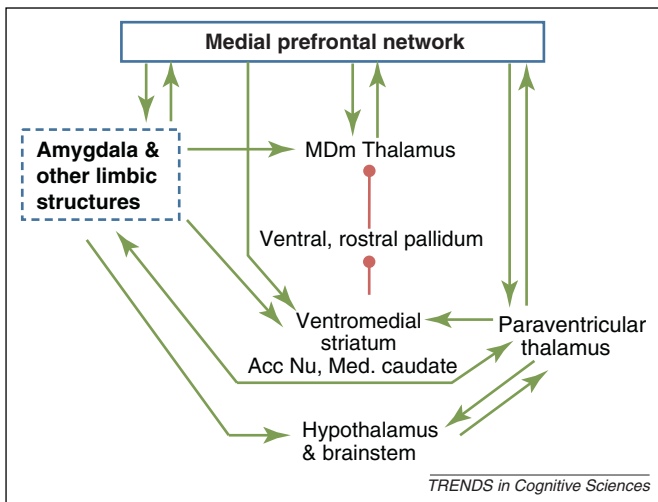 Medial prefrontal network
Amygdala &
other limbic
structures
MDm Thalamus
Ventral, rostral pallidum
Ventromedial
striatum
Acc Nu, Med. caudate
Paraventricular
thalamus
Hypothalamus
& brainstem
TRENDS in Cognitive Sciences